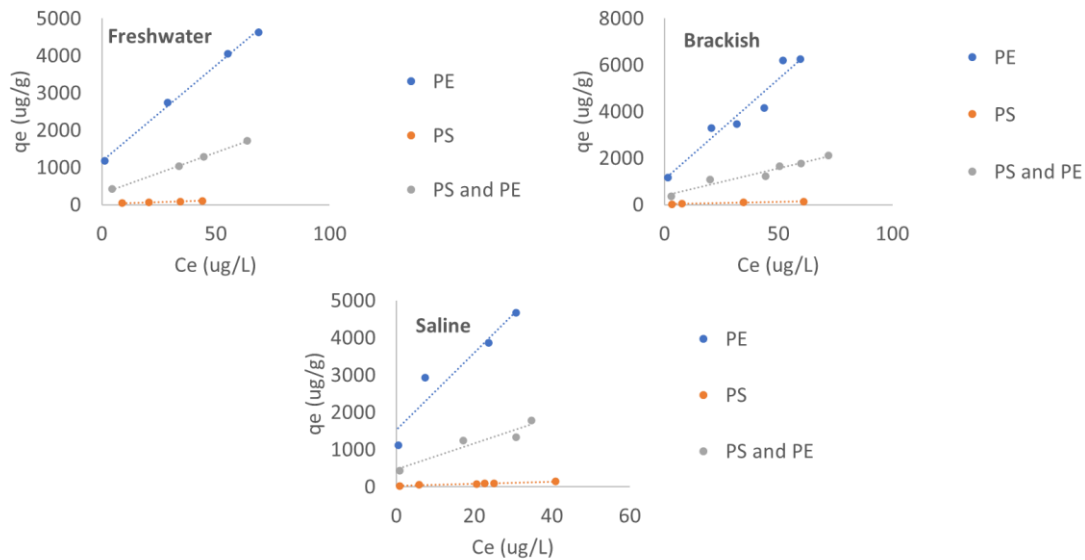 Freshwater
qe (ug/g)
5000
4000
3000
2000
1000
0
0 50 100
Ce (ug/L)
PE
PS
PS and PE
Brackish
qe (ug/g)
8000
6000
4000
2000
0
0 50 100
Ce (ug/L)
PE
PS
PS and PE
Saline
qe (ug/g)
5000
4000
3000
2000
1000
0
0 20 40 60
Ce (ug/L)
PE
PS
PS and PE